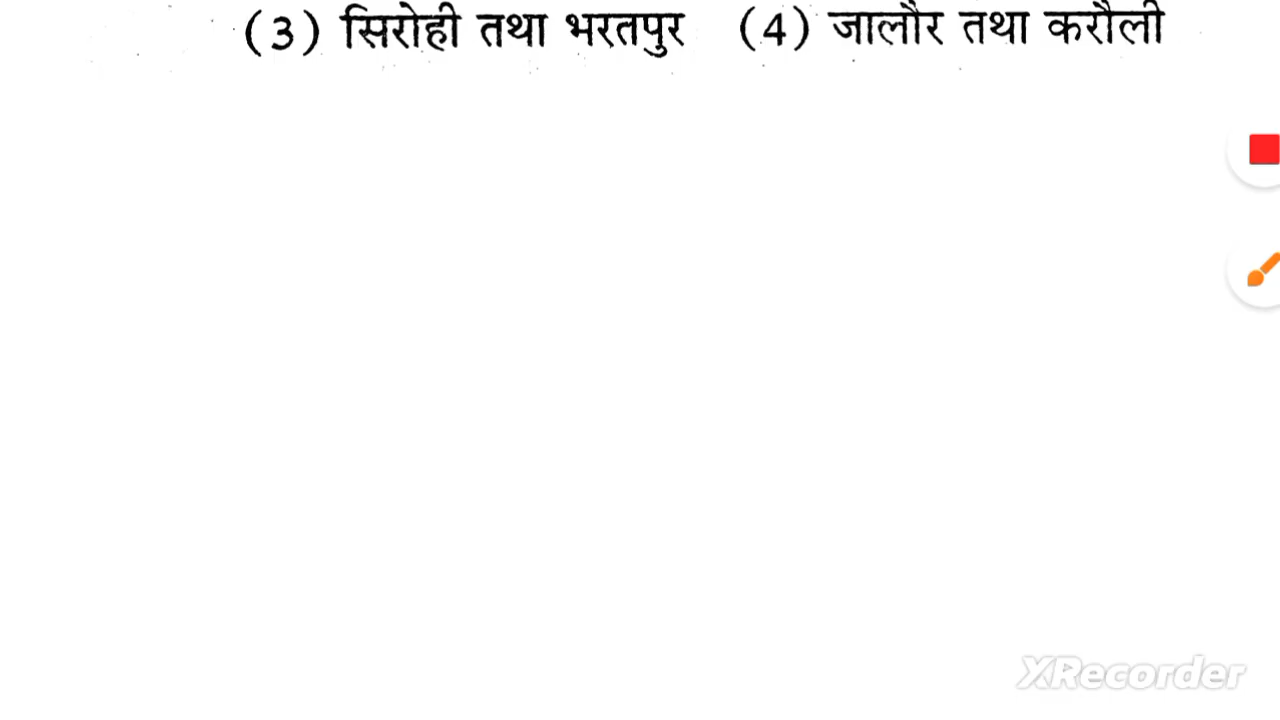 (3) सिरोही तथा भरतपुर (4) जालौर तथा करौली
XRecorder